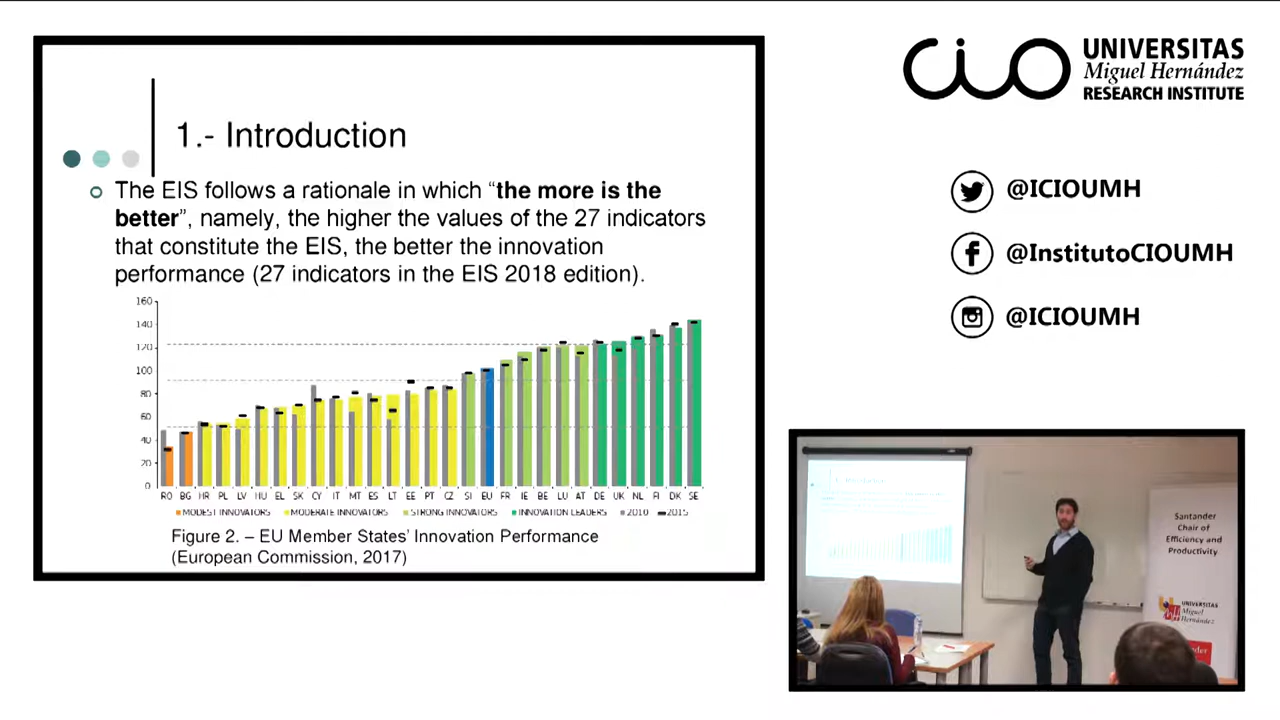 1.- Introduction
The EIS follows a rationale in which “the more is the
better”, namely, the higher the values of the 27 indicators
that constitute the EIS, the better the innovation
performance (27 indicators in the EIS 2018 edition).
160
140
120
100
80
60
40
20
0
RO BG HR PL LV HU EL SK CY IT MT ES LT EE PT CZ SI EU FR IE BE LU AT DE UK NL FI DK SE
MODEST INNOVATORS MODERATE INNOVATORS STRONG INNOVATORS INNOVATION LEADERS 2010 2015
Figure 2. – EU Member States’ Innovation Performance
(European Commission, 2017)
cio
UNIVERSITAS
Miguel Hernández
RESEARCH INSTITUTE
@ICIOUMH
@InstitutoCIOUMH
@ICIOUMH
Santander
Chair of
Efficiency and
Productivity
UNIVERSITAS
Miguel
Hernández